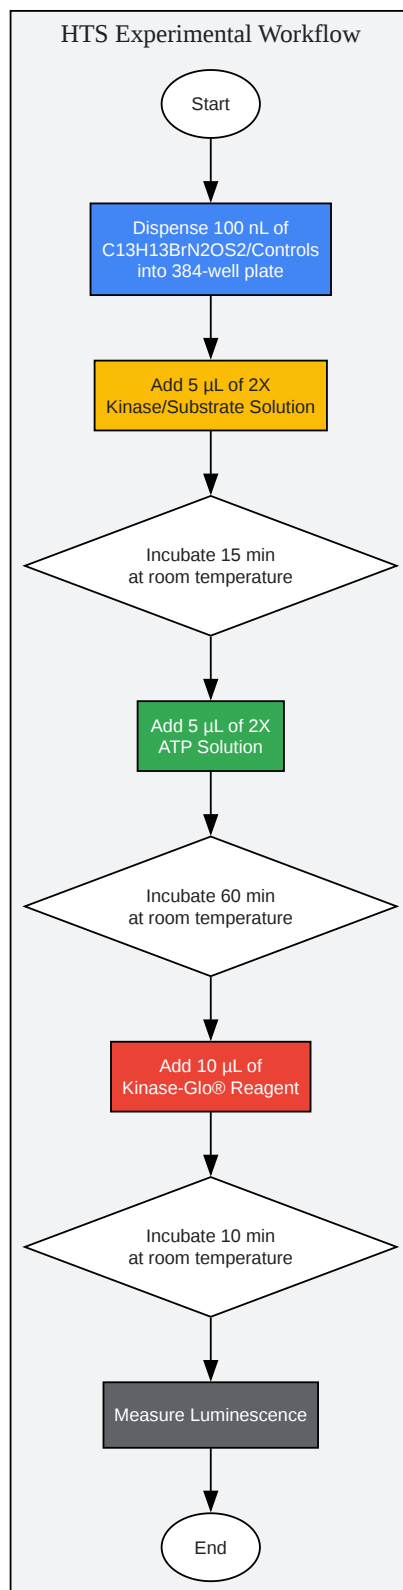 HTS Experimental Workflow
Start
Dispense 100 nL of
C13H13BrN2OS2/Controls
into 384-well plate
Add 5 µL of 2X
Kinase/Substrate Solution
Incubate 15 min
at room temperature
Add 5 µL of 2X
ATP Solution
Incubate 60 min
at room temperature
Add 10 µL of
Kinase-Glo® Reagent
Incubate 10 min
at room temperature
Measure Luminescence
End